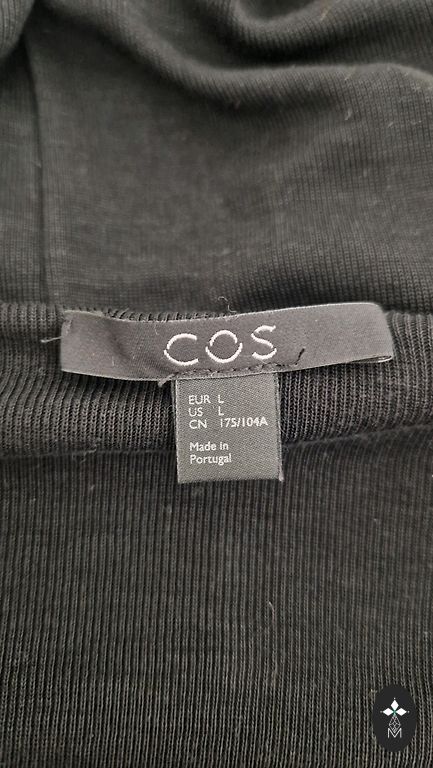 COS
EUR L
US L
CN 175/104A
Made in
Portugal
M